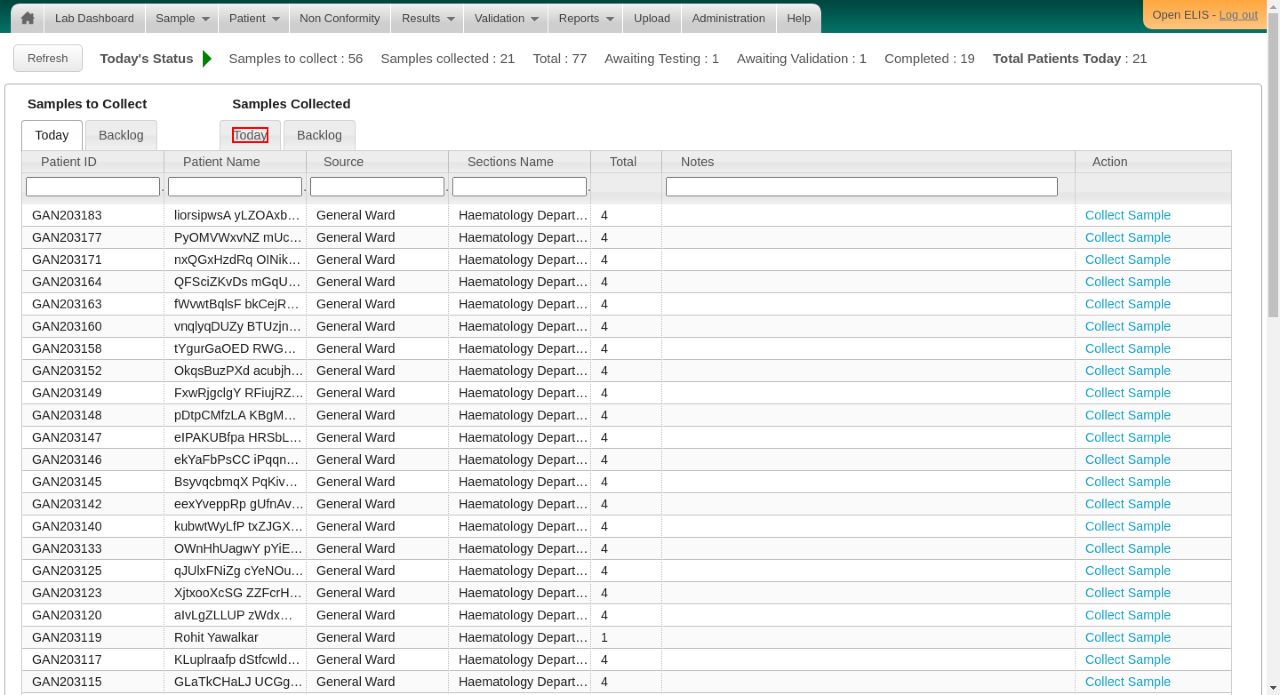 Lab Dashboard Sample Patient Non Conformity Results Validation Reports Upload Administration Help
Open ELIS - Log out
Refresh Today's Status Samples to collect : 56 Samples collected : 21 Total : 77 Awaiting Testing : 1 Awaiting Validation : 1 Completed : 19 Total Patients Today : 21
Samples to Collect Samples Collected
Today Backlog Today Backlog
Patient ID Patient Name Source Sections Name Total Notes Action
. . . .
GAN203183 liorsipwsA yLZOAxb... General Ward Haematology Depart... 4 Collect Sample
GAN203177 PyOMVWxvNZ mUc... General Ward Haematology Depart... 4 Collect Sample
GAN203171 nxQGxHzdRq OINik... General Ward Haematology Depart... 4 Collect Sample
GAN203164 QFSciZKvDs mGqU... General Ward Haematology Depart... 4 Collect Sample
GAN203163 fWvwtBqlsF bkCejR... General Ward Haematology Depart... 4 Collect Sample
GAN203160 vnqlyqDUZy BTUzjn... General Ward Haematology Depart... 4 Collect Sample
GAN203158 tYgurGaOED RWG... General Ward Haematology Depart... 4 Collect Sample
GAN203152 OkqsBuzPXd acubjh... General Ward Haematology Depart... 4 Collect Sample
GAN203149 FxwRjgclgY RFiujRZ... General Ward Haematology Depart... 4 Collect Sample
GAN203148 pDtpCMfzLA KBgM... General Ward Haematology Depart... 4 Collect Sample
GAN203147 eIPAKUBfpa HRSbL... General Ward Haematology Depart... 4 Collect Sample
GAN203146 ekYaFbPsCC iPqqn... General Ward Haematology Depart... 4 Collect Sample
GAN203145 BsyvqcbmqX PqKiv... General Ward Haematology Depart... 4 Collect Sample
GAN203142 eexYveppRp gUfnAv... General Ward Haematology Depart... 4 Collect Sample
GAN203140 kubwtWyLfP txZJGX... General Ward Haematology Depart... 4 Collect Sample
GAN203133 OWnHhUagwY pYiE... General Ward Haematology Depart... 4 Collect Sample
GAN203125 qJUlxFNiZg cYeNOu... General Ward Haematology Depart... 4 Collect Sample
GAN203123 XjtxooXcSG ZZFcrH... General Ward Haematology Depart... 4 Collect Sample
GAN203120 aIvLgZLLUP zWdx... General Ward Haematology Depart... 4 Collect Sample
GAN203119 Rohit Yawalkar General Ward Haematology Depart... 1 Collect Sample
GAN203117 KLuplraafp dStfcwld... General Ward Haematology Depart... 4 Collect Sample
GAN203115 GLaTkCHaLJ UCGg... General Ward Haematology Depart... 4 Collect Sample